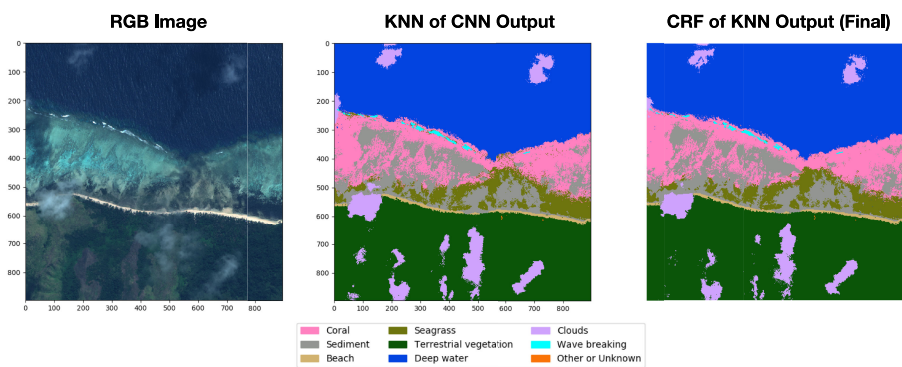 RGB Image
KNN of CNN Output
CRF of KNN Output (Final)
0
100
200
300
400
500
600
700
800
0 100 200 300 400 500 600 700 800
0
100
200
300
400
500
600
700
800
0 100 200 300 400 500 600 700 800
Coral Seagrass Clouds
Sediment Terrestrial vegetation Wave breaking
Beach Deep water Other or Unknown